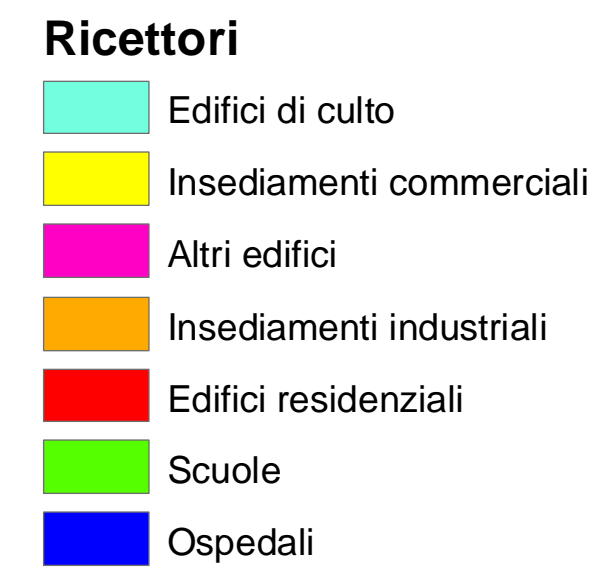 Ricettori
Edifici di culto
Insediamenti commerciali
Altri edifici
Insediamenti industriali
Edifici residenziali
Scuole
Ospedali